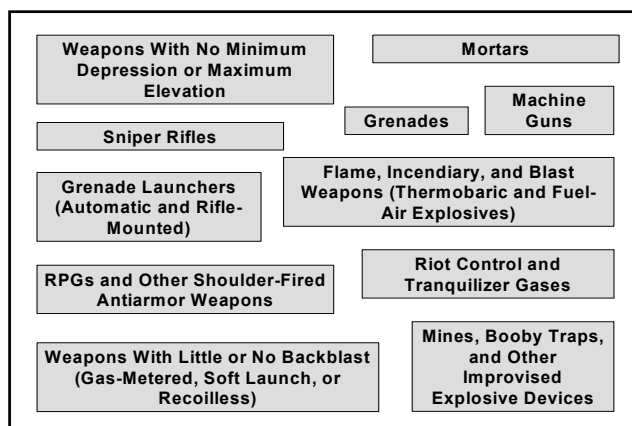 Weapons With No Minimum
Depression or Maximum
Elevation
Mortars
Grenades
Machine
Guns
Sniper Rifles
Grenade Launchers
(Automatic and Rifle-
Mounted)
Flame, Incendiary, and Blast
Weapons (Thermobaric and Fuel-
Air Explosives)
RPGs and Other Shoulder-Fired
Antiarmor Weapons
Riot Control and
Tranquilizer Gases
Weapons With Little or No Backblast
(Gas-Metered, Soft Launch, or
Recoilless)
Mines, Booby Traps,
and Other
Improvised
Explosive Devices